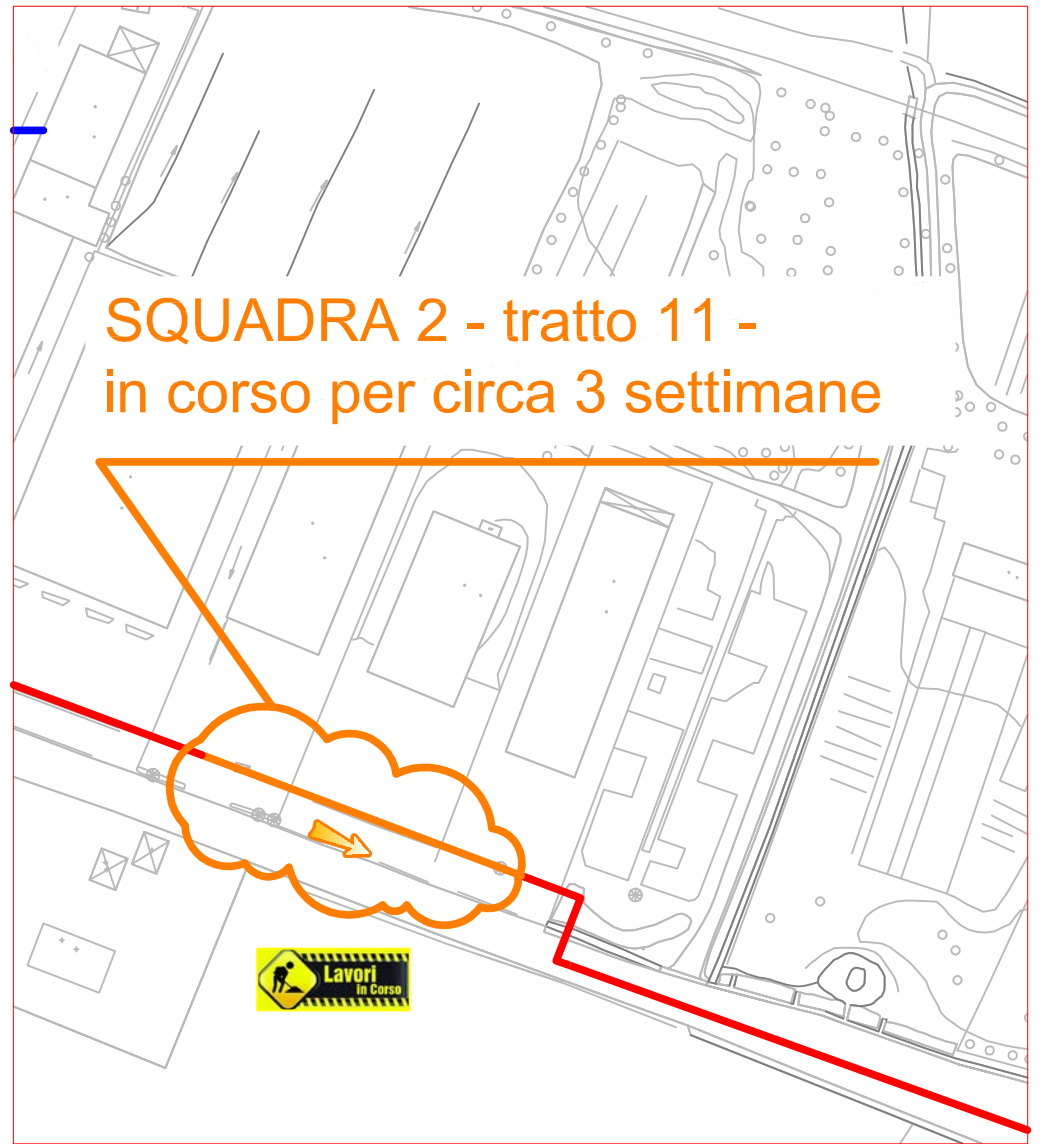 SQUADRA 2 - tratto 11 -
in corso per circa 3 settimane
Lavori
in Corso